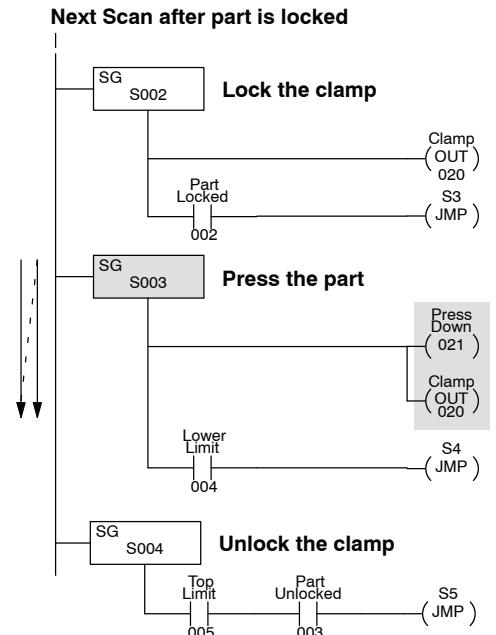 Next Scan after part is locked
SG
S002
Lock the clamp
Clamp
OUT
020
Part
Locked
002
S3
JMP
SG
S003
Press the part
Press
Down
021
Clamp
OUT
020
Lower
Limit
004
S4
JMP
SG
S004
Unlock the clamp
Top
Limit
005
Part
Unlocked
003
S5
JMP